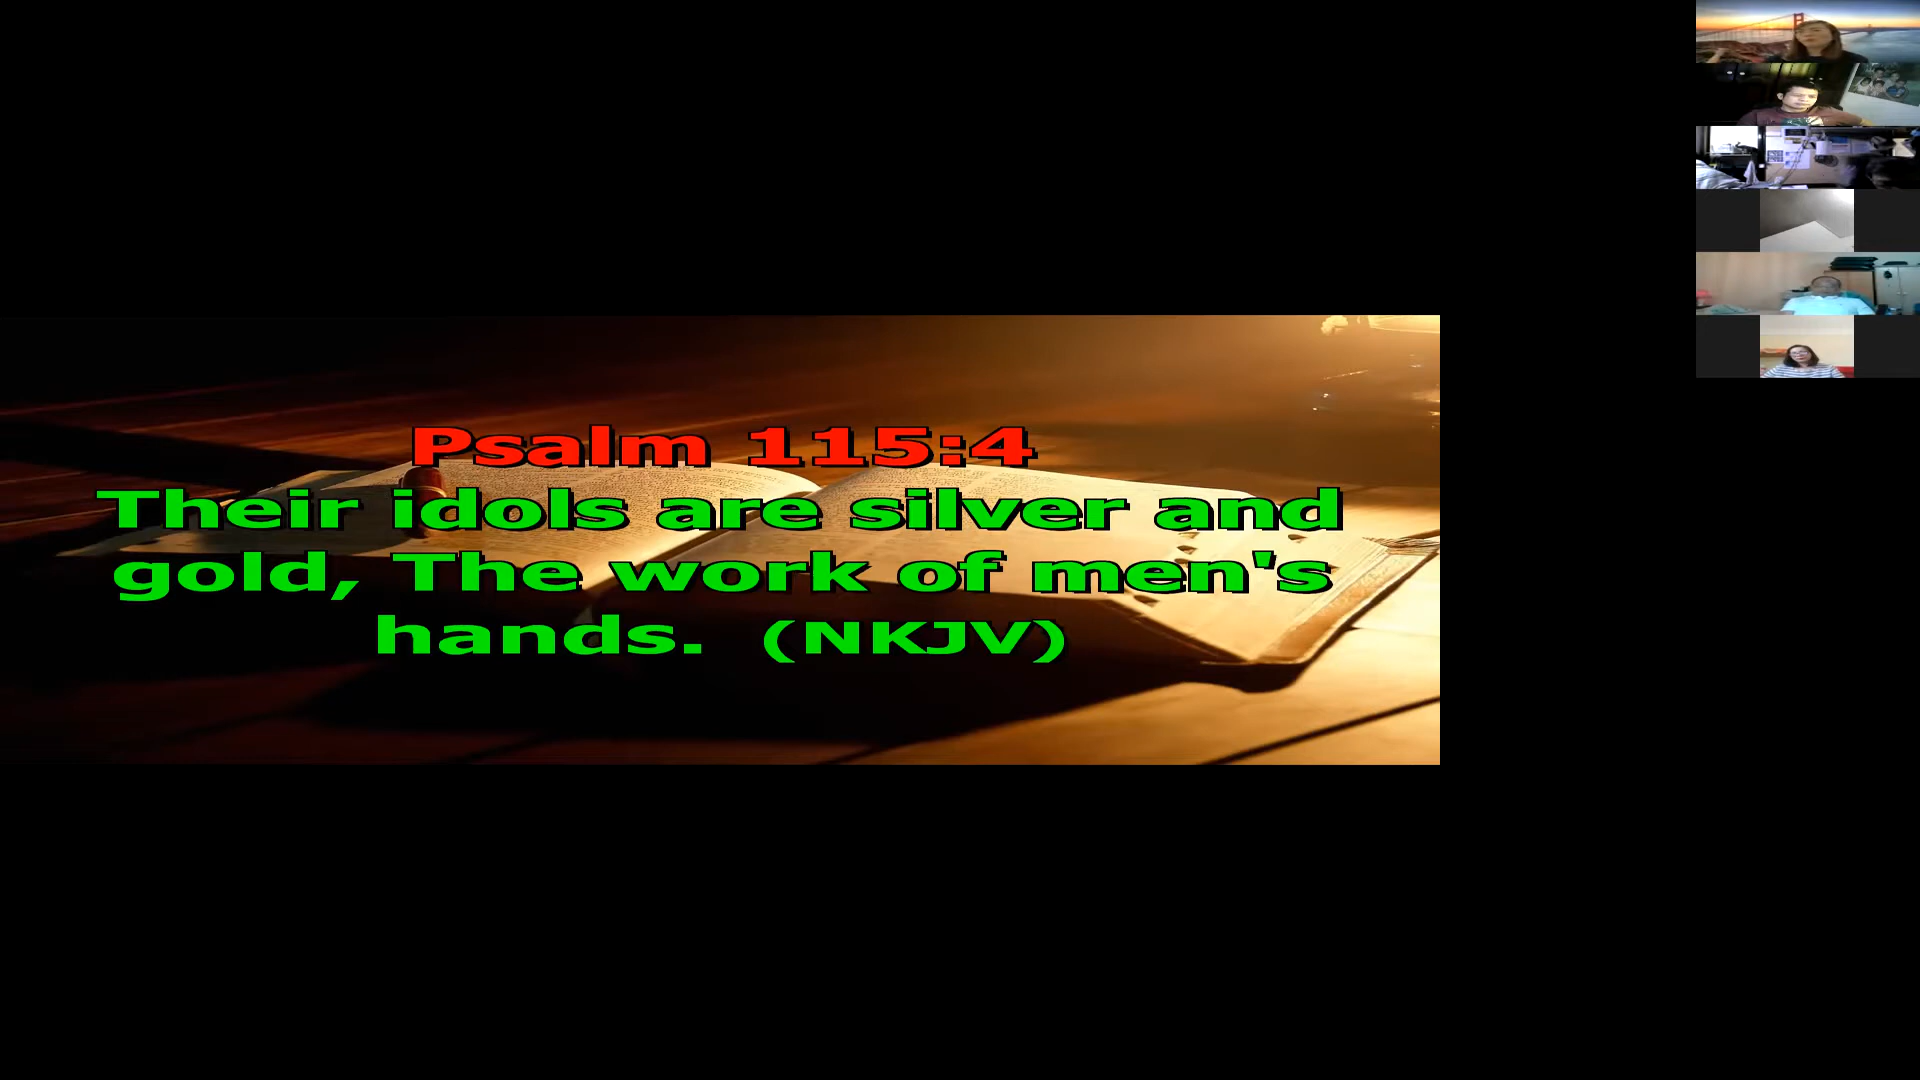 Psalm 115:4
Their idols are silver and
gold, The work of men's
hands.  (NKJV)